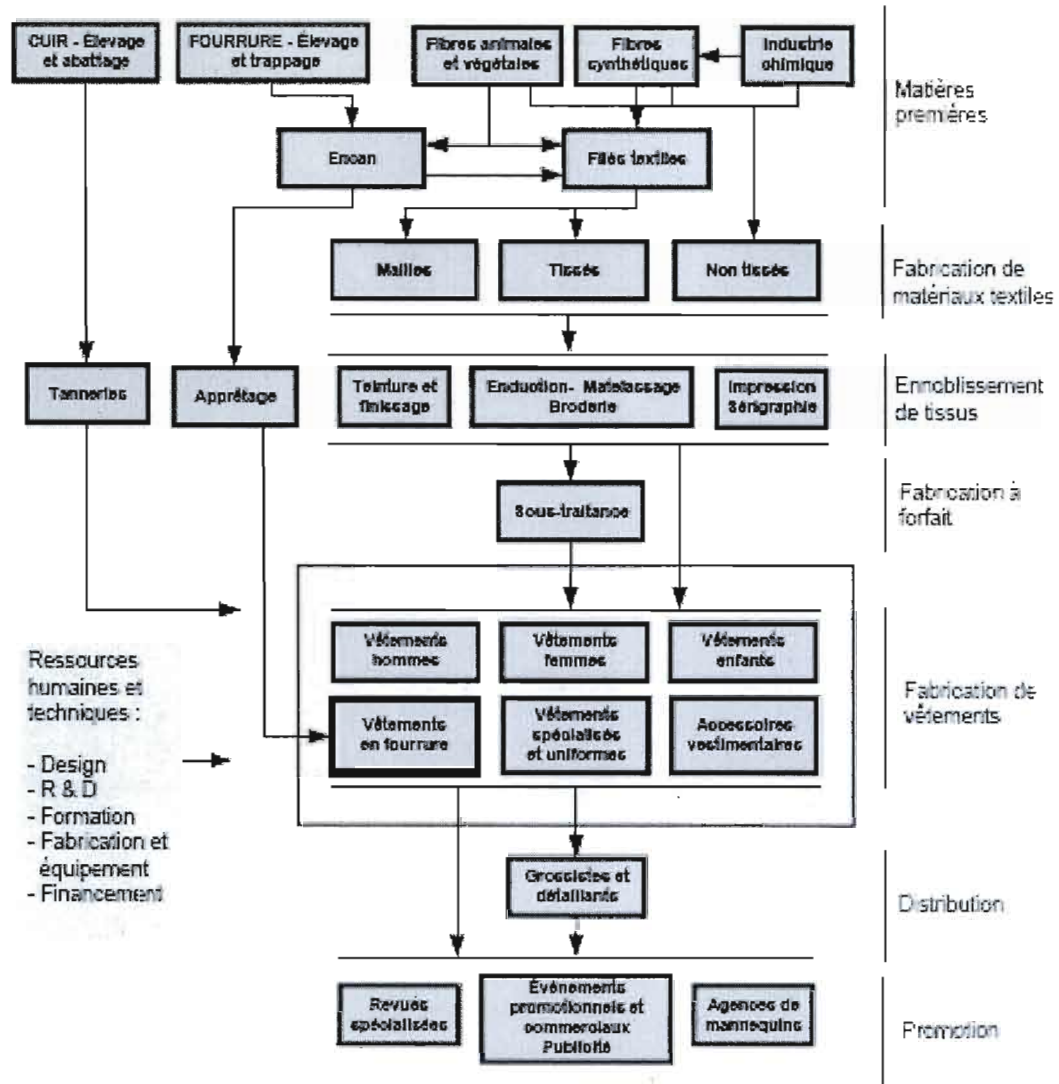 CUIR - Élevage
et abattage
FOURRURE - Élevage
et trappage
Fibres animales
et végétales
Fibres
synthétiques
Industrie
chimique
Matières
premières
Encan
Filés textiles
Mailles
Tissés
Non tissés
Fabrication de
matériaux textiles
Tanneries
Apprêtage
Teinture et
finissage
Enduction- Matelassage
Broderie
Impression
Sérigraphie
Ennoblissement
de tissus
Sous-traitance
Fabrication à
forfait
Vêtements
hommes
Vêtements
femmes
Vêtements
enfants
Vêtements
en fourrure
Vêtements
spécialisés
et uniformes
Accessoires
vestimentaires
Fabrication de
vêtements
Ressources
humaines et
techniques :
- Design
- R & D
- Formation
- Fabrication et
équipement
- Financement
Grossistes et
détaillants
Distribution
Revues
spécialisées
Événements
promotionnels et
commerciaux
Publicité
Agences de
mannequins
Promotion